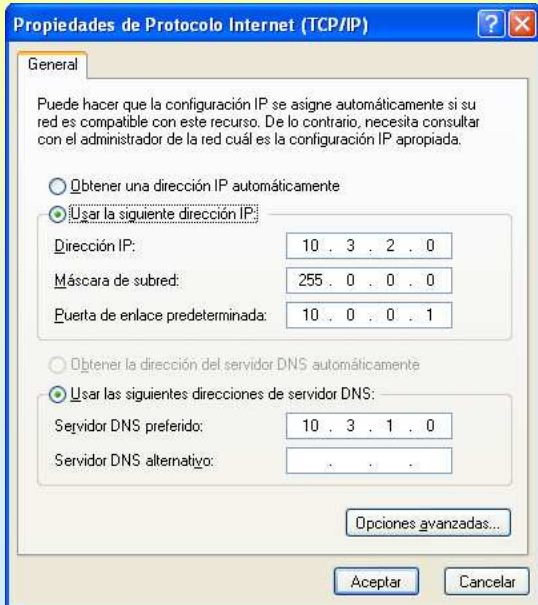 Propiedades de Protocolo Internet (TCP/IP)
General
Puede hacer que la configuración IP se asigne automáticamente si su
red es compatible con este recurso. De lo contrario, necesita consultar
con el administrador de la red cuál es la configuración IP apropiada.
Obtener una dirección IP automáticamente
Usar la siguiente dirección IP:
Dirección IP: 10 . 3 . 2 . 0
Máscara de subred: 255 . 0 . 0 . 0
Puerta de enlace predeterminada: 10 . 0 . 0 . 1
Obtener la dirección del servidor DNS automáticamente
Usar las siguientes direcciones de servidor DNS:
Servidor DNS preferido: 10 . 3 . 1 . 0
Servidor DNS alternativo: . . .
Opciones avanzadas...
Aceptar Cancelar